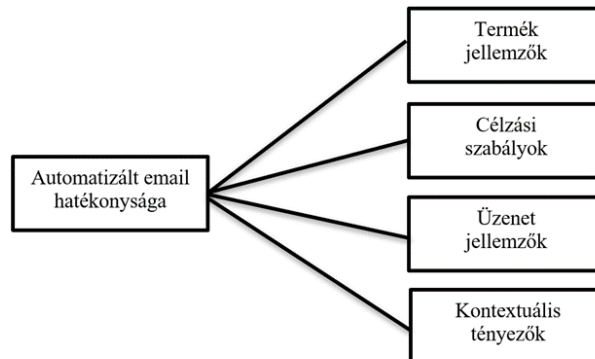 Termék
jellemzők
Célzási
szabályok
Automatizált email
hatékonysága
Üzenet
jellemzők
Kontextuális
tényezők